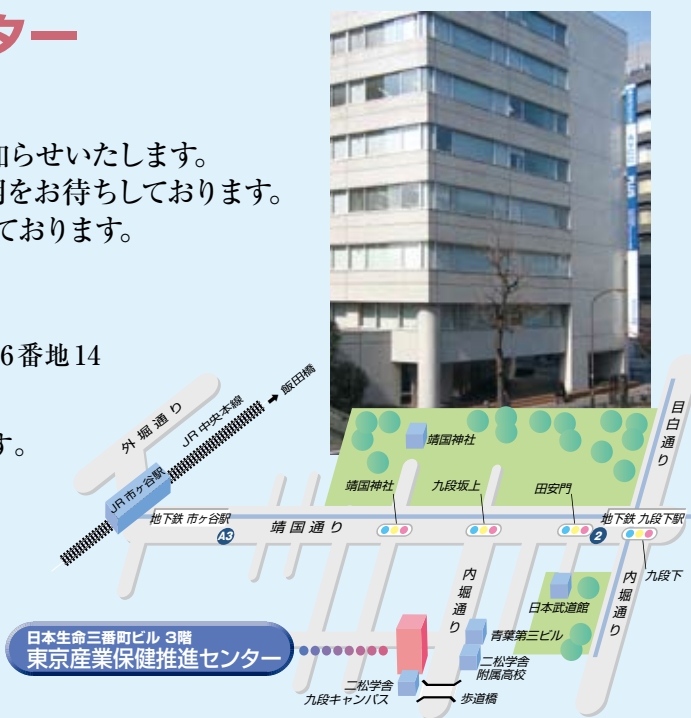 ター
知らせいたします。
用をお待ちしております。
ております。
6番地14
す。
外堀通り
JR中央本線
飯田橋
JR市ヶ谷駅
目白通り
靖国神社
靖国神社
九段坂上
田安門
地下鉄 市ヶ谷駅
A3
靖国通り
2
地下鉄 九段下駅
九段下
内堀通り
内堀通り
日本武道館
青葉第三ビル
二松学舎
附属高校
日本生命三番町ビル 3階
東京産業保健推進センター
二松学舎
九段キャンパス
歩道橋